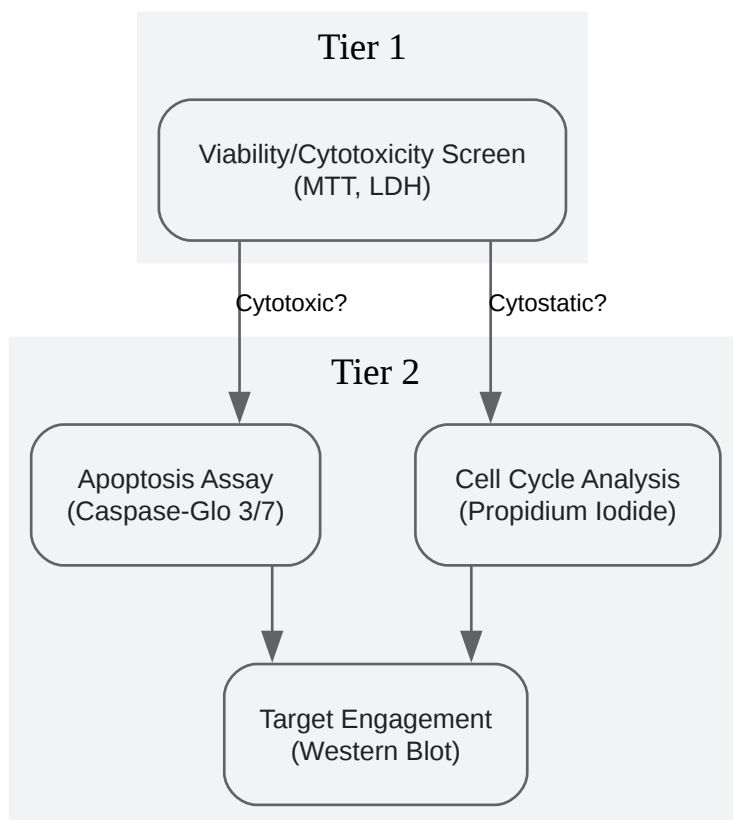 Tier 1
Viability/Cytotoxicity Screen
(MTT, LDH)
Cytotoxic?
Cytostatic?
Tier 2
Apoptosis Assay
(Caspase-Glo 3/7)
Cell Cycle Analysis
(Propidium Iodide)
Target Engagement
(Western Blot)